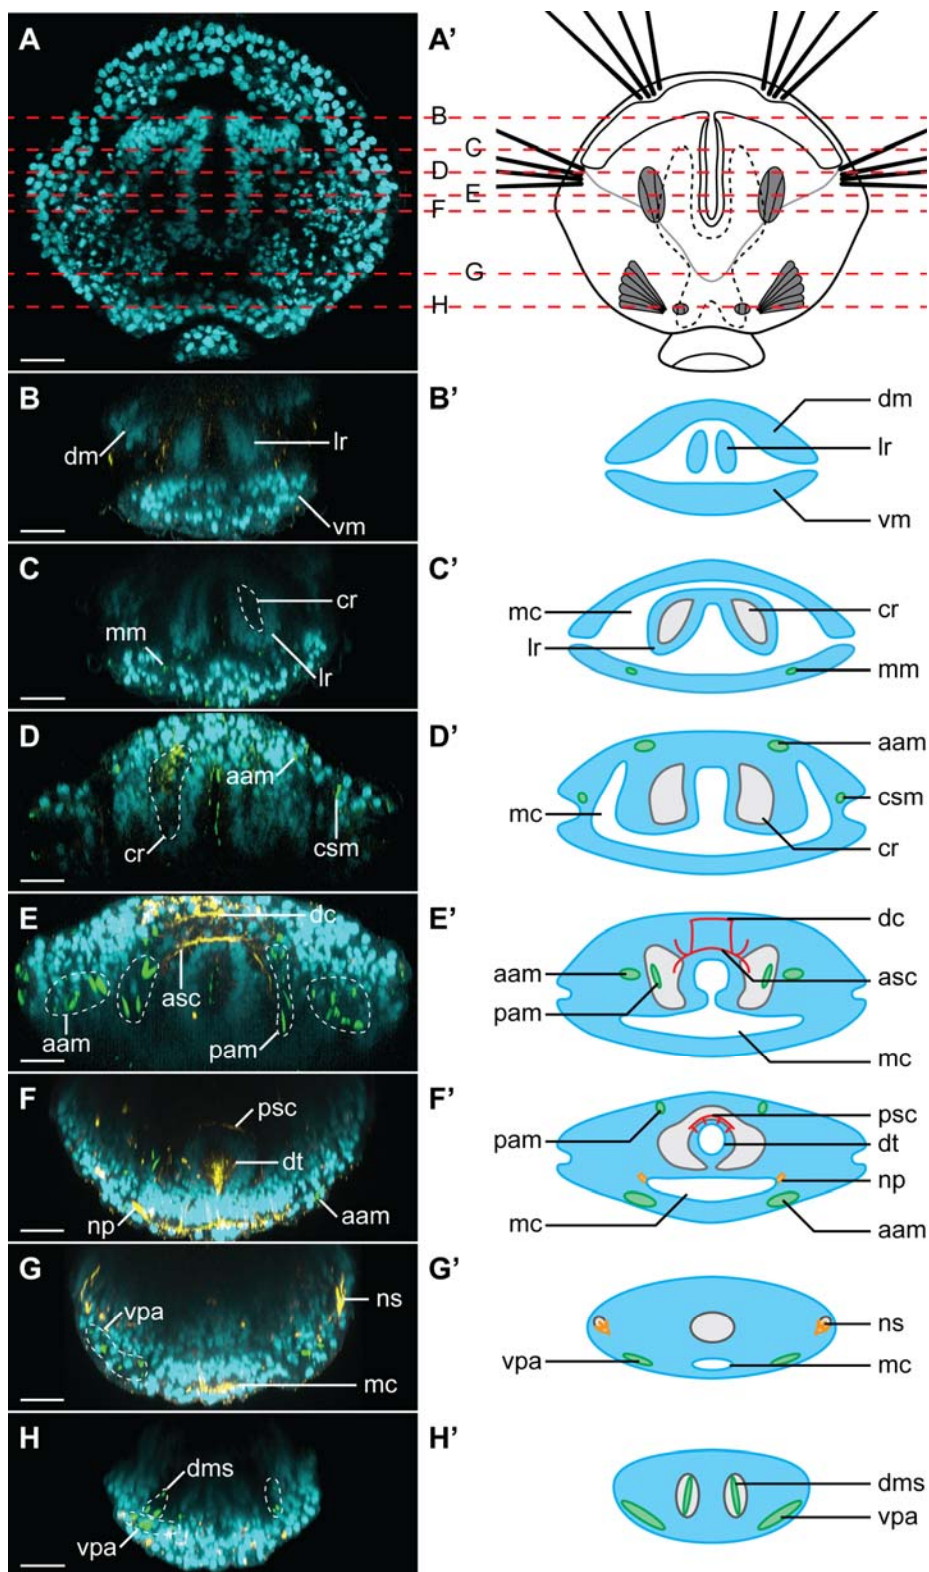 A
A'
B
C
D
E
F
G
H
B
dm
lr
vm
B'
dm
lr
vm
C
mm
cr
lr
C'
mc
lr
cr
mm
D
aam
cr
csm
D'
mc
aam
csm
cr
E
dc
asc
aam
pam
E'
aam
pam
dc
asc
mc
F
psc
dt
np
aam
F'
pam
mc
psc
dt
np
aam
G
vpa
ns
mc
G'
vpa
ns
mc
H
dms
vpa
H'
dms
vpa